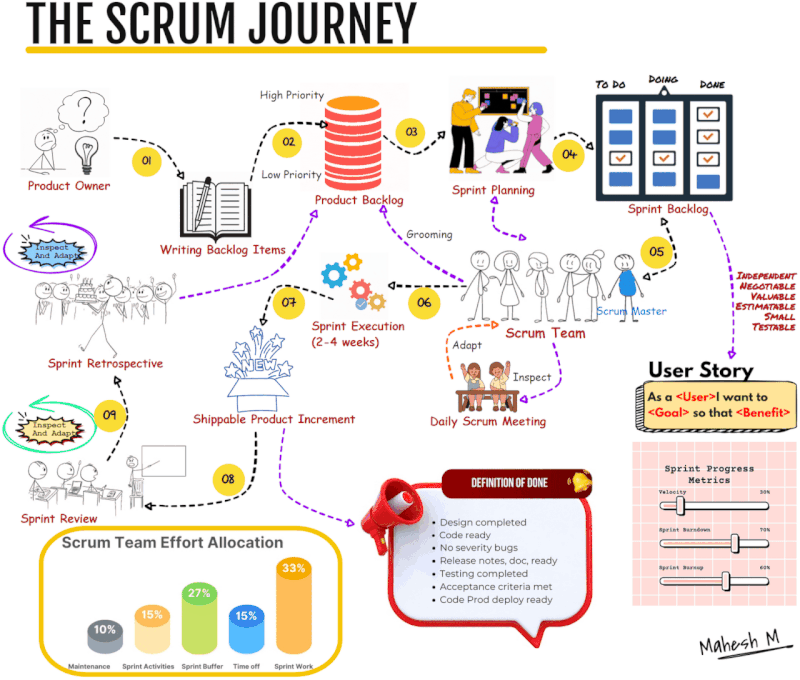 THE SCRUM JOURNEY
Product Owner
01
Writing Backlog Items
02
High Priority
Low Priority
Product Backlog
03
Sprint Planning
04
TO DO
DOING
DONE
Sprint Backlog
05
INDEPENDENT
NEGOTIABLE
VALUABLE
ESTIMATABLE
SMALL
TESTABLE
Grooming
Scrum Master
Scrum Team
06
Sprint Execution
(2-4 weeks)
07
Adapt
Inspect
Daily Scrum Meeting
NEW
Shippable Product Increment
08
Inspect
And Adapt
Sprint Retrospective
09
Inspect
And Adapt
Sprint Review
User Story
As a <User>I want to
<Goal> so that <Benefit>
Sprint Progress
Metrics
Velocity 30%
Sprint Burndown 70%
Sprint Burnup 60%
DEFINITION OF DONE
• Design completed
• Code ready
• No severity bugs
• Release notes, doc, ready
• Testing completed
• Acceptance criteria met
• Code Prod deploy ready
Scrum Team Effort Allocation
10%
15%
27%
15%
33%
Maintenance
Sprint Activities
Sprint Buffer
Time off
Sprint Work
Mahesh M